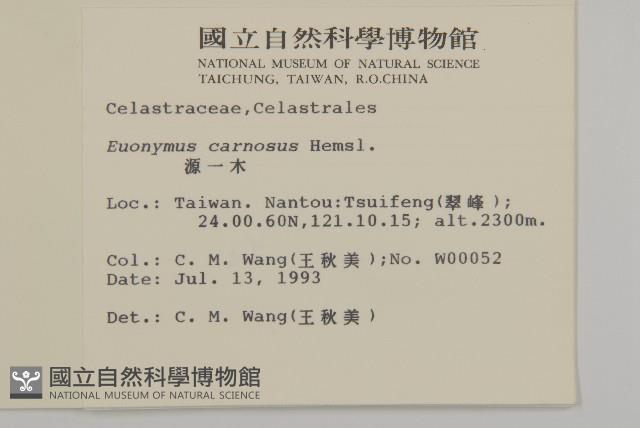 國立自然科學博物館
NATIONAL MUSEUM OF NATURAL SCIENCE
TAICHUNG, TAIWAN, R.O.CHINA
Celastraceae,Celastrales
Euonymus carnosus Hemsl.
源一木
Loc.: Taiwan. Nantou:Tsuifeng(翠峰);
24.00.60N,121.10.15; alt.2300m.
Col.: C. M. Wang(王秋美);No. W00052
Date: Jul. 13, 1993
Det.: C. M. Wang(王秋美)
國立自然科學博物館
NATIONAL MUSEUM OF NATURAL SCIENCE